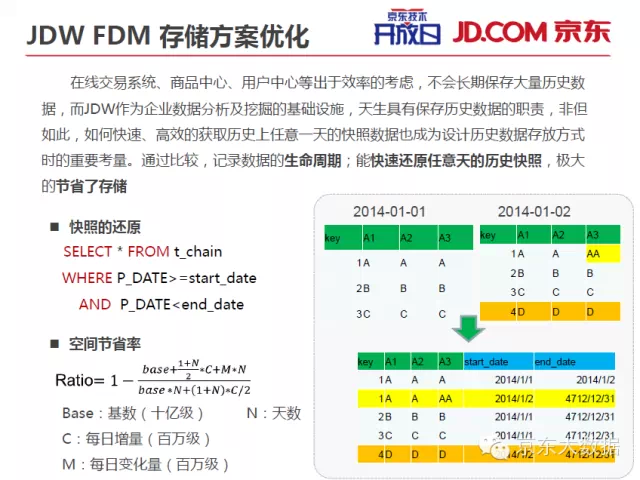 JDW FDM 存储方案优化
京东技术
开放日
JD.COM 京东
在线交易系统、商品中心、用户中心等出于效率的考虑，不会长期保存大量历史数
据，而JDW作为企业数据分析及挖掘的基础设施，天生具有保存历史数据的职责，非但
如此，如何快速、高效的获取历史上任意一天的快照数据也成为设计历史数据存放方式
时的重要考量。通过比较，记录数据的生命周期；能快速还原任意天的历史快照，极大
的节省了存储
■ 快照的还原
SELECT * FROM t_chain
WHERE P_DATE>=start_date
AND P_DATE<end_date
■ 空间节省率
Ratio= 1 − (base+(1+N)/2*C+M*N)/(base*N+(1+N)*C/2)
Base：基数（十亿级） N：天数
C：每日增量（百万级）
M：每日变化量（百万级）
2014-01-01
key A1 A2 A3
1 A A A
2 B B B
3 C C C
2014-01-02
key A1 A2 A3
1 A A AA
2 B B B
3 C C C
4 D D D
key A1 A2 A3 start_date end_date
1 A A A 2014/1/1 2014/1/2
1 A A AA 2014/1/2 4712/12/31
2 B B B 2014/1/1 4712/12/31
3 C C C 2014/1/1 4712/12/31
4 D D D 2014/1/2 4712/12/31
京东大数据